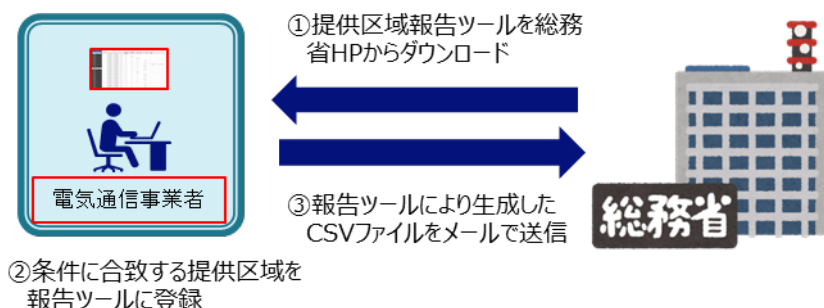 ①提供区域報告ツールを総務
省HPからダウンロード
電気通信事業者
③報告ツールにより生成した
CSVファイルをメールで送信
総務省
②条件に合致する提供区域を
報告ツールに登録